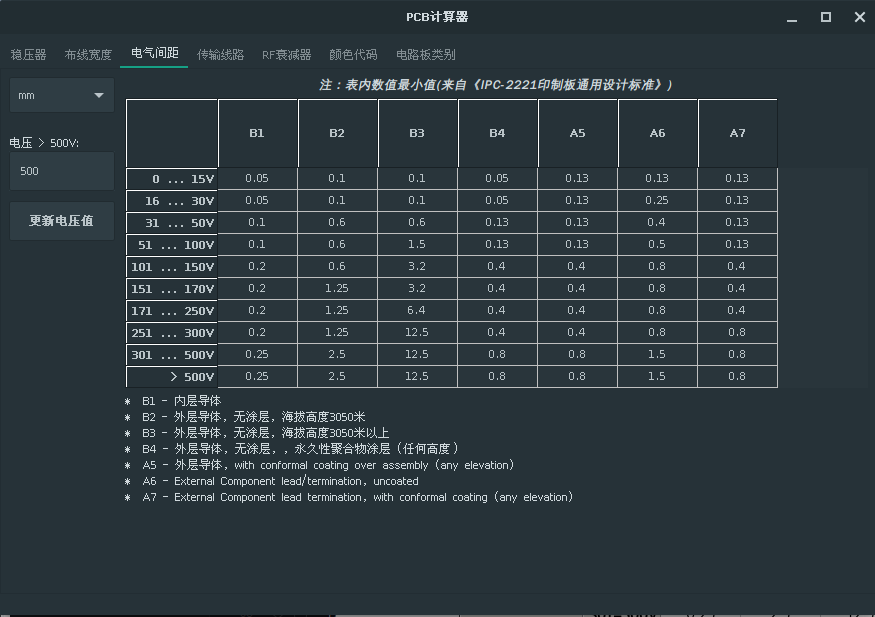 PCB计算器
稳压器 布线宽度 电气间距 传输线路 RF衰减器 颜色代码 电路板类别
注：表内数值最小值(来自《IPC-2221印制板通用设计标准》)
mm
电压 > 500V:
500
更新电压值
B1 B2 B3 B4 A5 A6 A7
0 ... 15V 0.05 0.1 0.1 0.05 0.13 0.13 0.13
16 ... 30V 0.05 0.1 0.1 0.05 0.13 0.25 0.13
31 ... 50V 0.1 0.6 0.6 0.13 0.13 0.4 0.13
51 ... 100V 0.1 0.6 1.5 0.13 0.13 0.5 0.13
101 ... 150V 0.2 0.6 3.2 0.4 0.4 0.8 0.4
151 ... 170V 0.2 1.25 3.2 0.4 0.4 0.8 0.4
171 ... 250V 0.2 1.25 6.4 0.4 0.4 0.8 0.4
251 ... 300V 0.2 1.25 12.5 0.4 0.4 0.8 0.8
301 ... 500V 0.25 2.5 12.5 0.8 0.8 1.5 0.8
> 500V 0.25 2.5 12.5 0.8 0.8 1.5 0.8
* B1 - 内层导体
* B2 - 外层导体，无涂层，海拔高度3050米
* B3 - 外层导体，无涂层，海拔高度3050米以上
* B4 - 外层导体，无涂层，，永久性聚合物涂层（任何高度）
* A5 - 外层导体，with conformal coating over assembly (any elevation)
* A6 - External Component lead/termination, uncoated
* A7 - External Component lead termination, with conformal coating (any elevation)